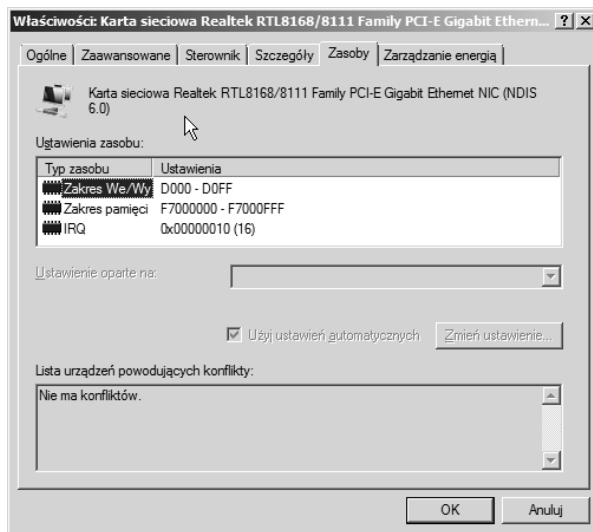 Właściwości: Karta sieciowa Realtek RTL8168/8111 Family PCI-E Gigabit Ethern...
Ogólne Zaawansowane Sterownik Szczegóły Zasoby Zarządzanie energią
Karta sieciowa Realtek RTL8168/8111 Family PCI-E Gigabit Ethernet NIC (NDIS
6.0)
Ustawienia zasobu:
Typ zasobu Ustawienia
Zakres We/Wy D000 - D0FF
Zakres pamięci F7000000 - F7000FFF
IRQ 0x00000010 (16)
Ustawienie oparte na:
Użyj ustawień automatycznych Zmień ustawienie...
Lista urządzeń powodujących konflikty:
Nie ma konfliktów.
OK Anuluj